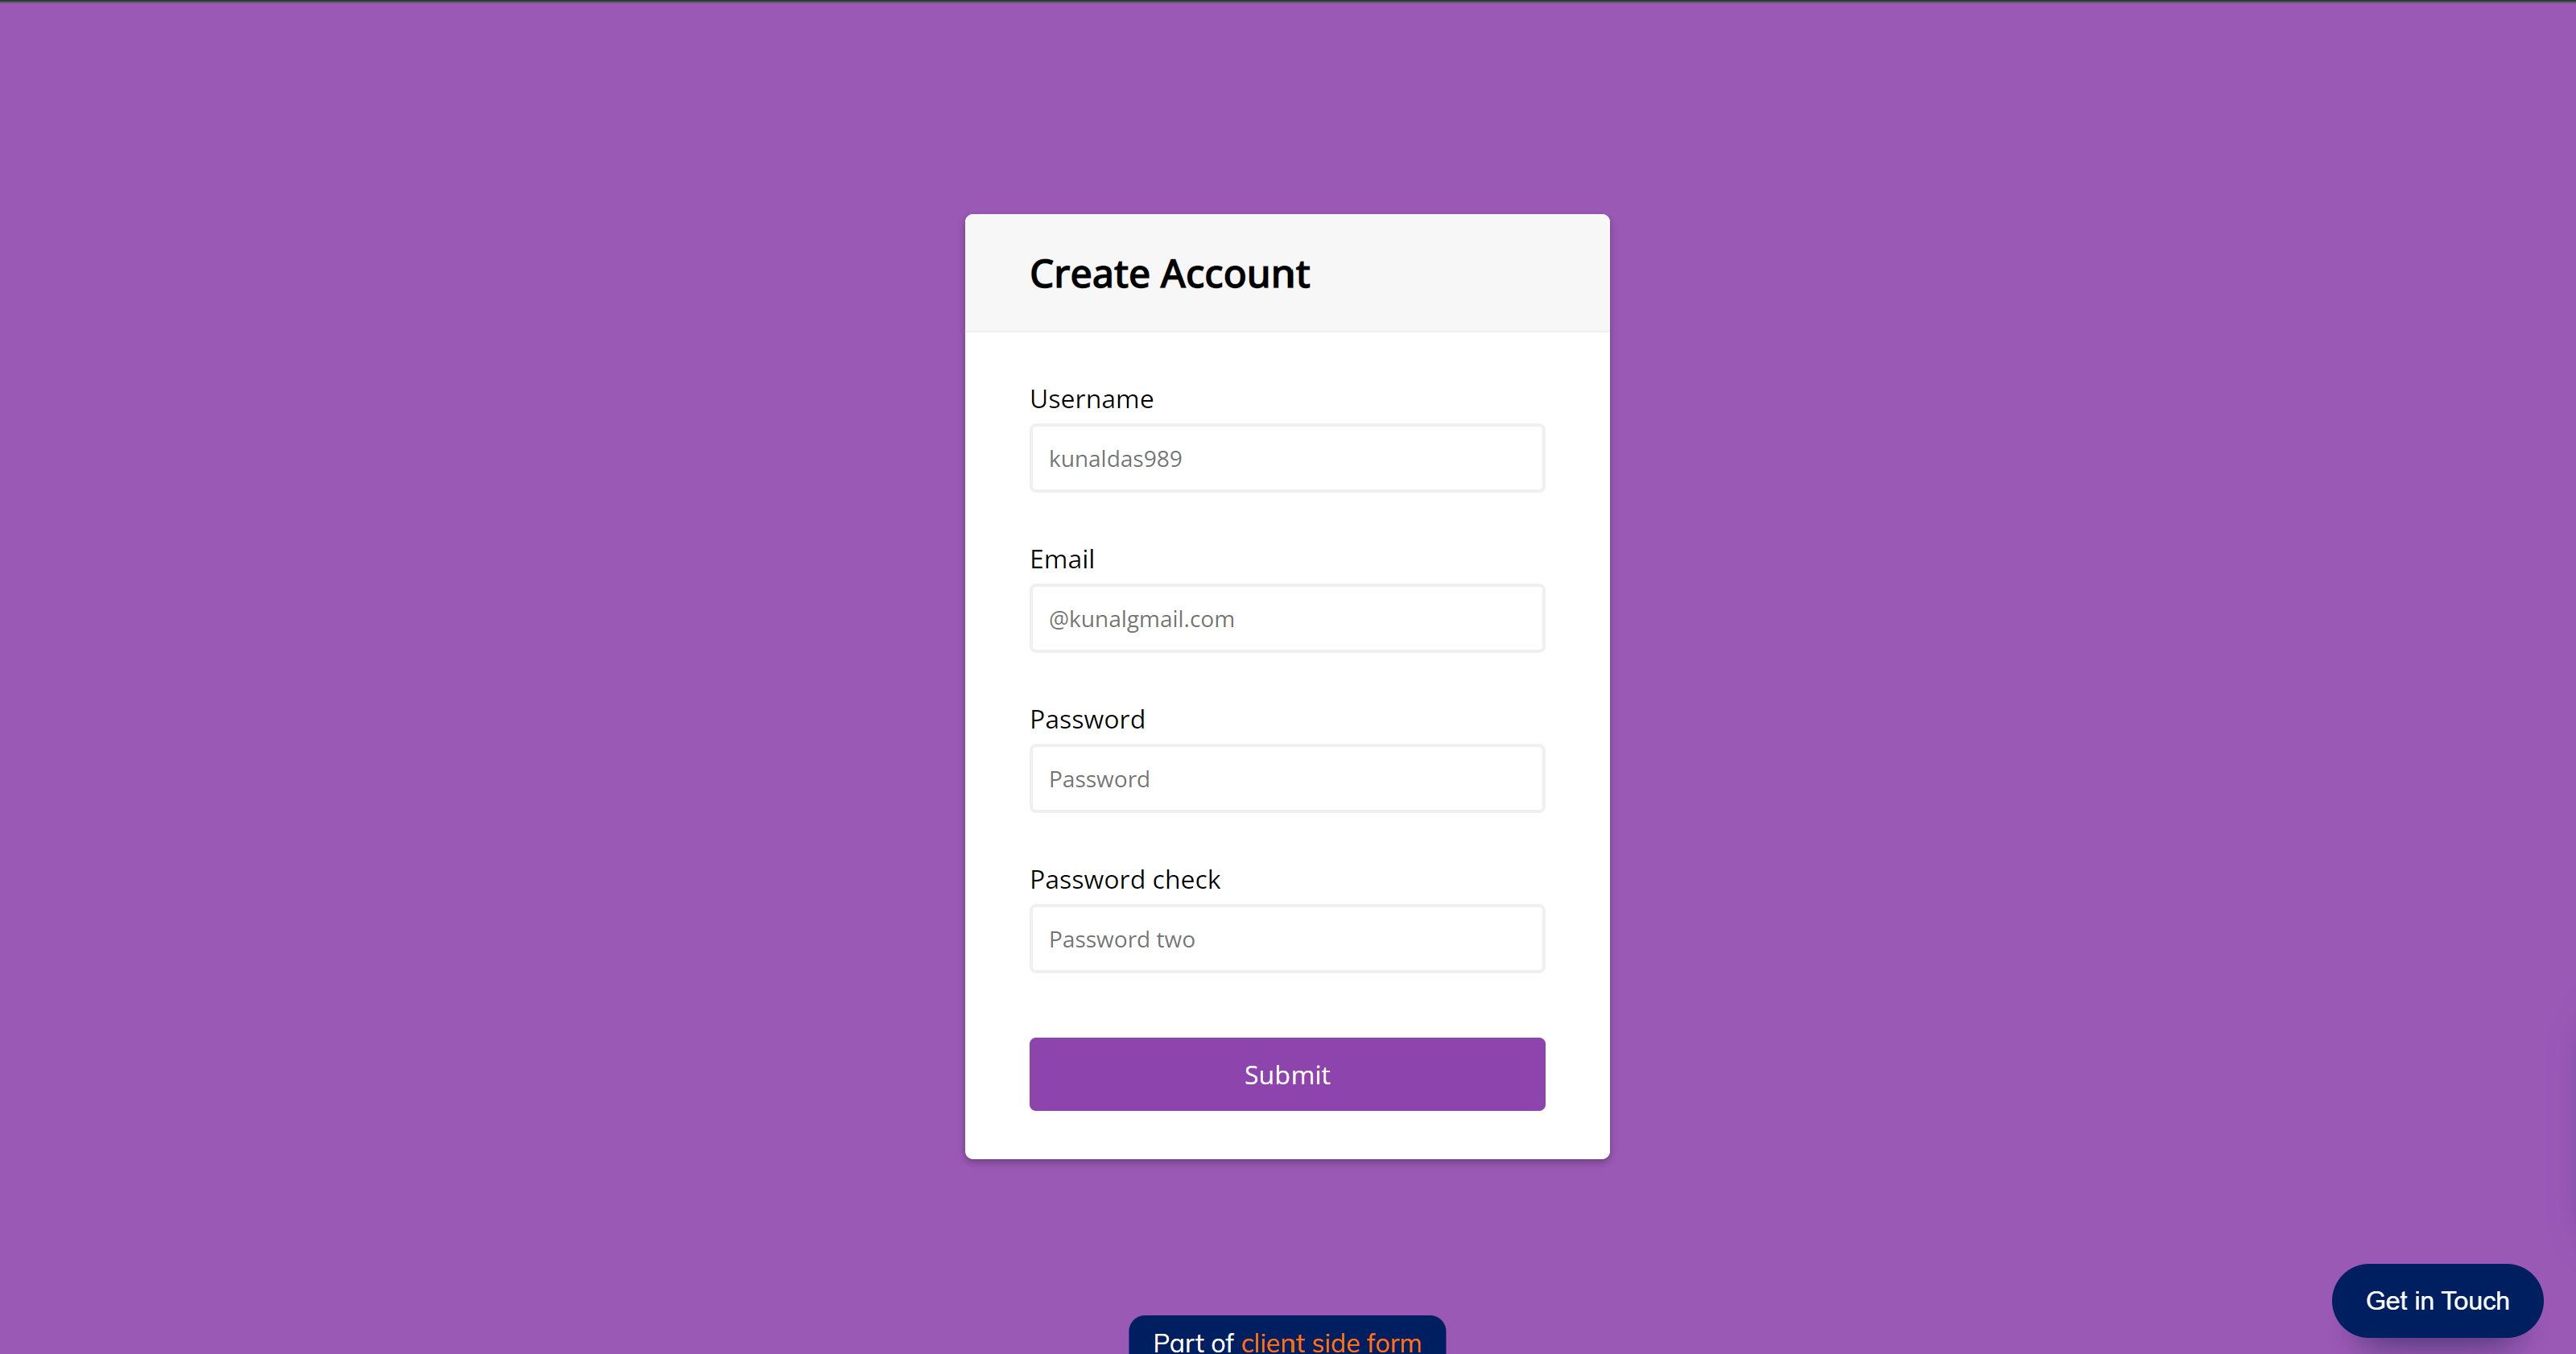 Create Account
Username
kunaldas989
Email
@kunalgmail.com
Password
Password
Password check
Password two
Submit
Get in Touch
Part of client side form